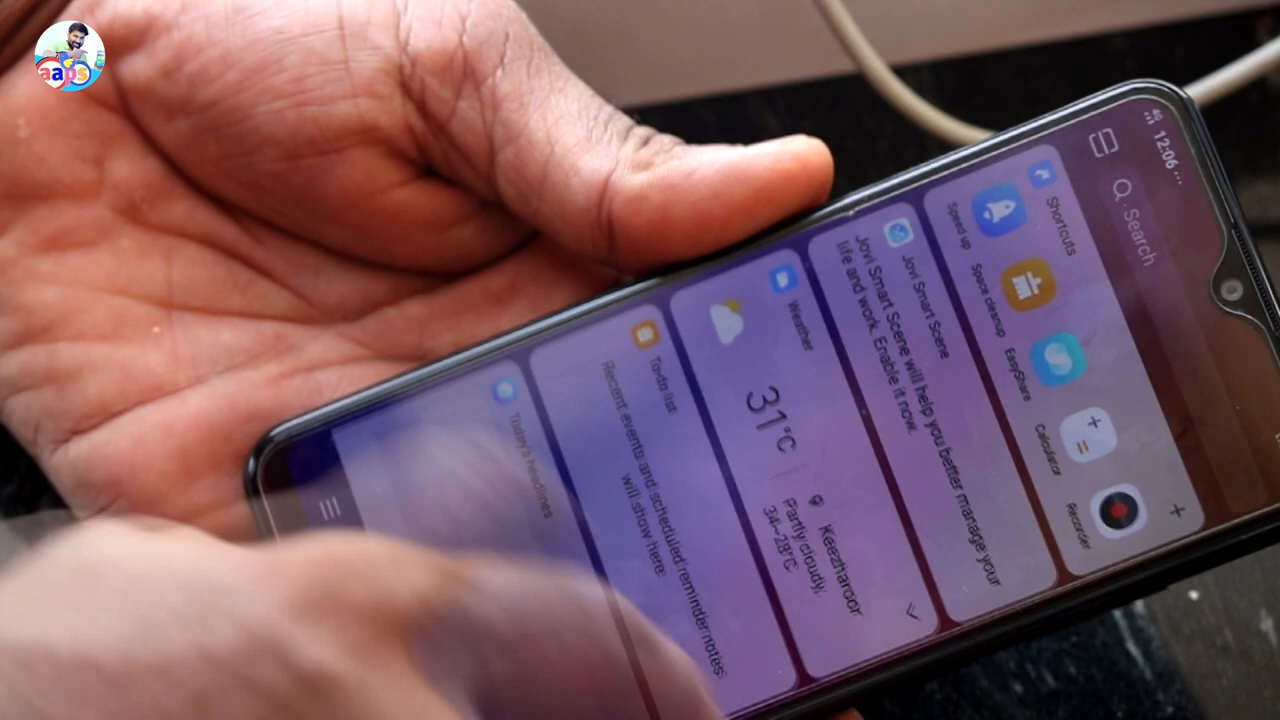 aaps
4G 12:06 ...
Search
Shortcuts
Speed up
Space cleanup
EasyShare
Calculator
Recorder
Jovi Smart Scene
Jovi Smart Scene will help you better manage your
life and work. Enable it now.
Weather
31°C
Keezharoor
Partly cloudy,
34~28°C
To-do list
Recent events and scheduled reminder notes
will show here.
Today's headlines